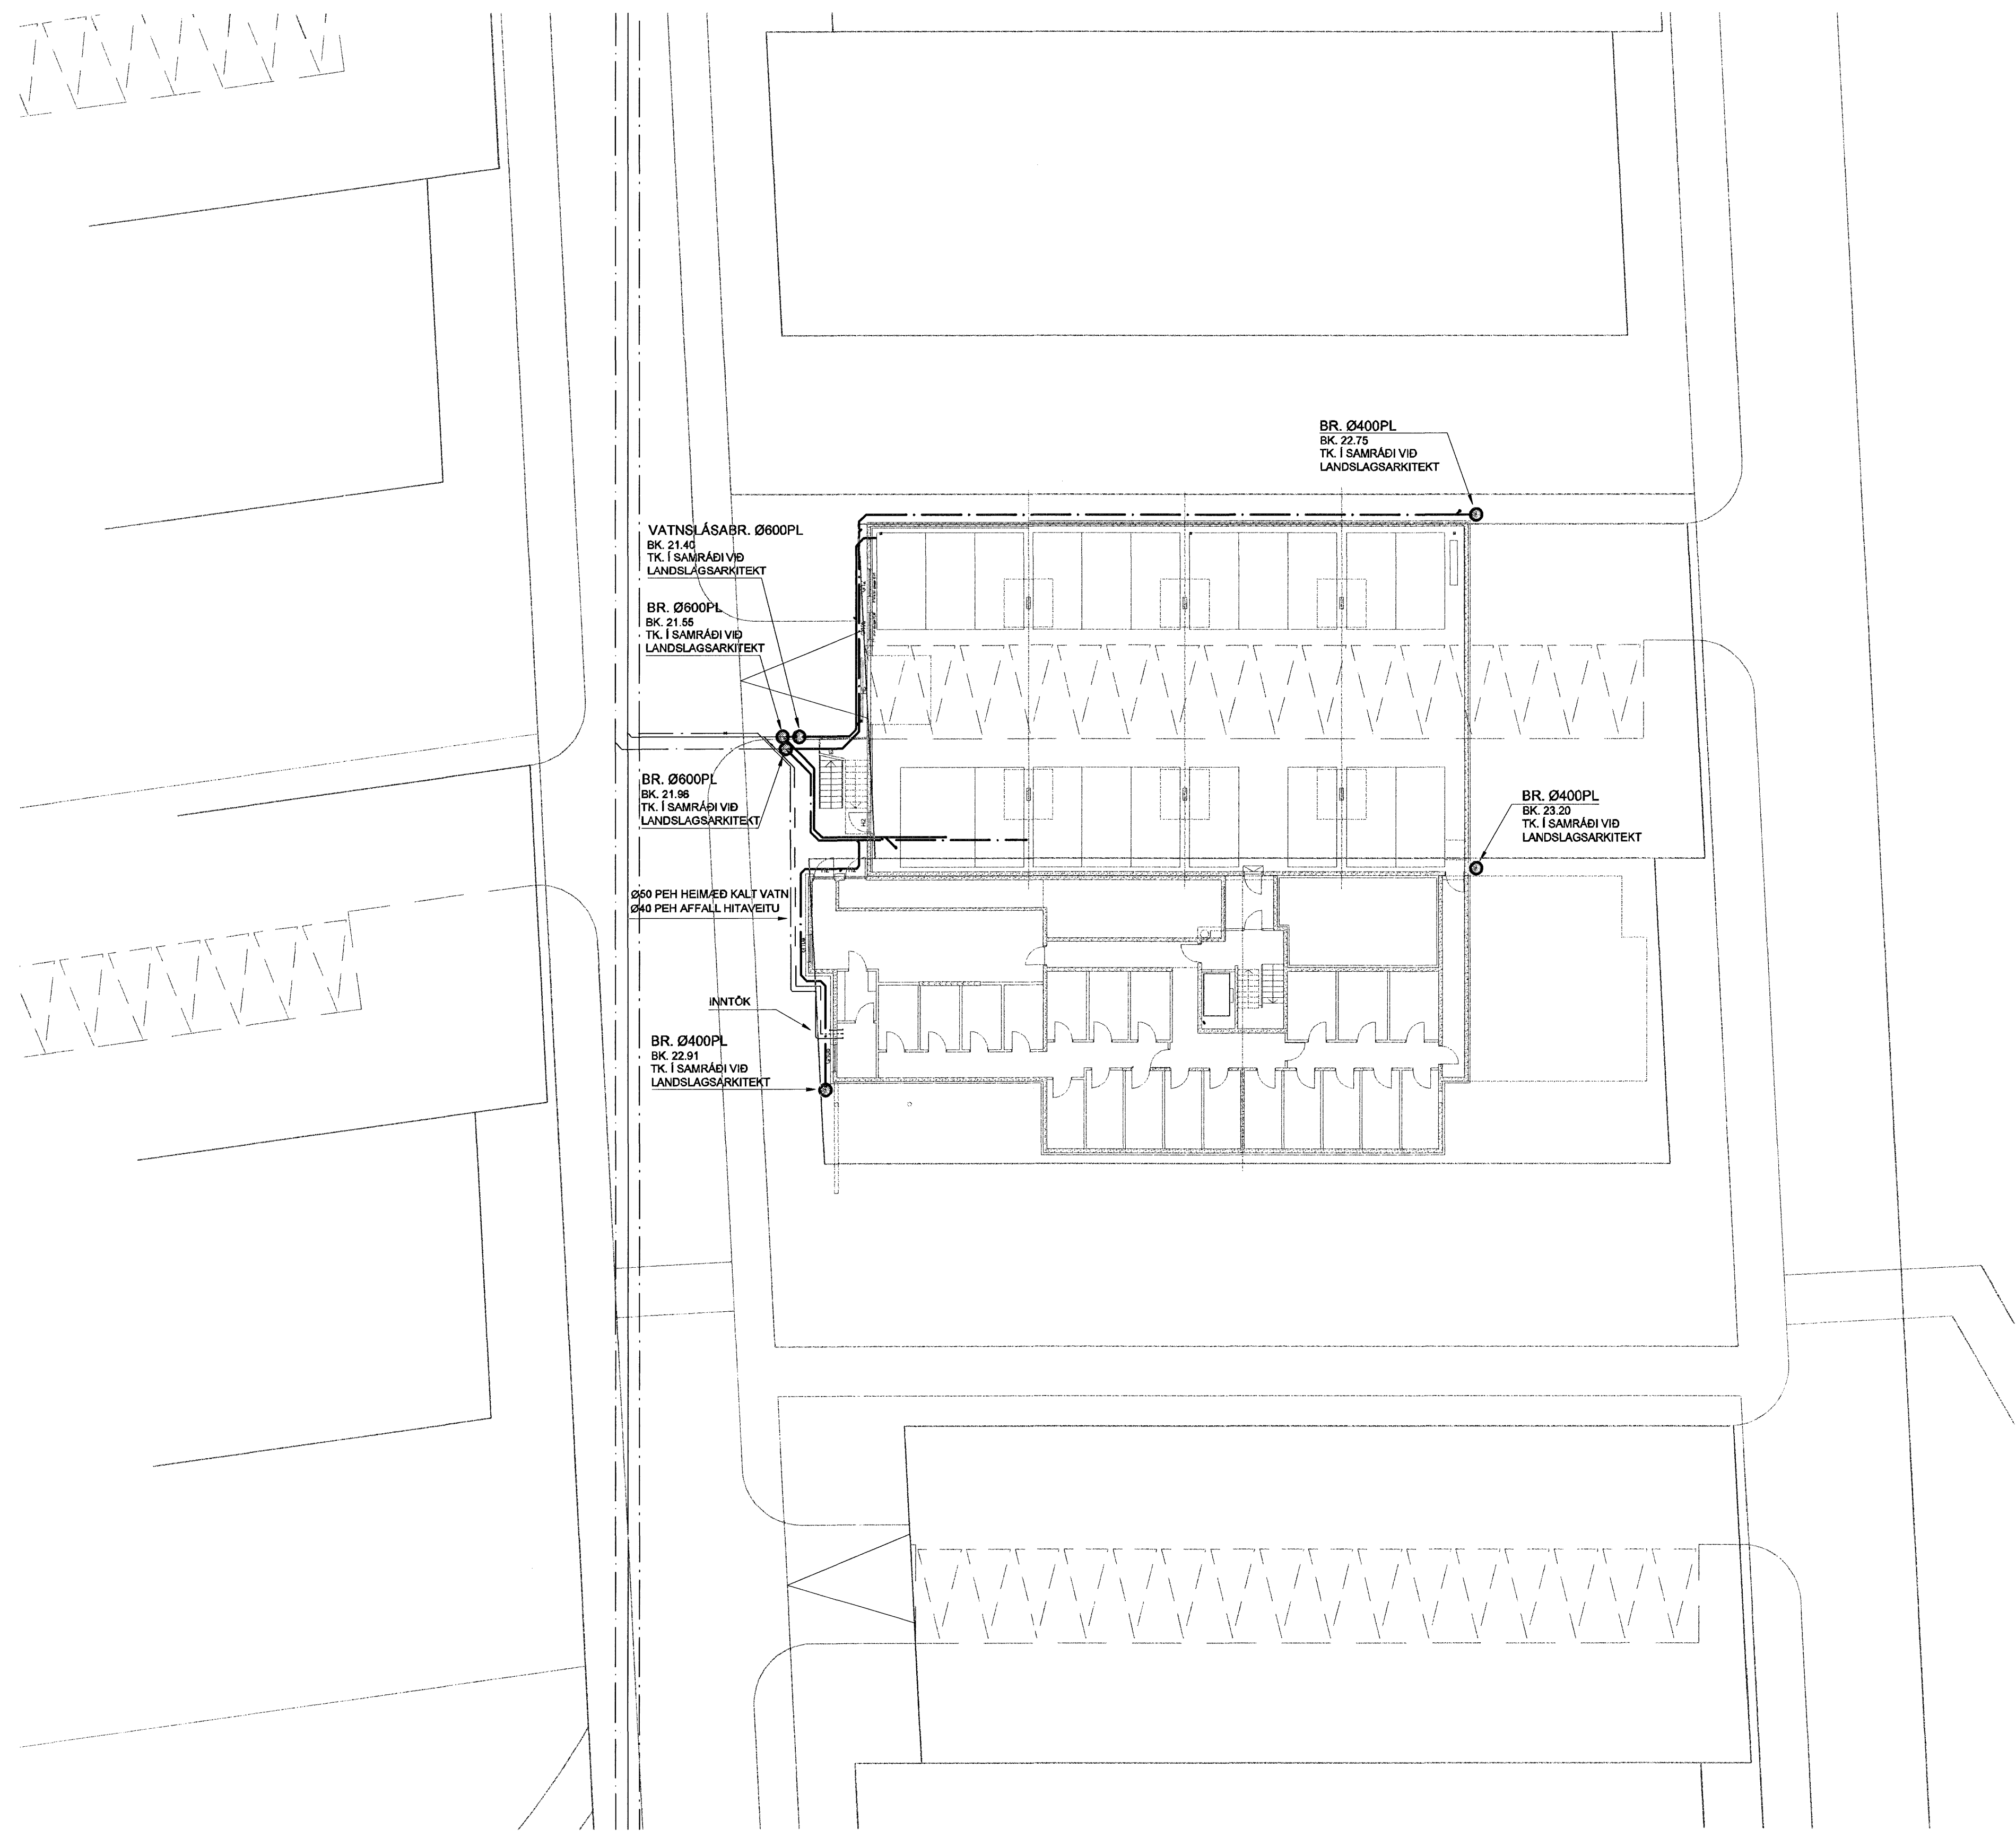 BR. Ø400PL
BK. 22.75
TK. Í SAMRÁÐI VIÐ
LANDSLAGSARKITEKT
VATNSLÁSABR. Ø600PL
BK. 21.40
TK. Í SAMRÁÐI VIÐ
LANDSLAGSARKITEKT
BR. Ø600PL
BK. 21.55
TK. Í SAMRÁÐI VIÐ
LANDSLAGSARKITEKT
BR. Ø600PL
BK. 21.96
TK. Í SAMRÁÐI VIÐ
LANDSLAGSARKITEKT
BR. Ø400PL
BK. 23.20
TK. Í SAMRÁÐI VIÐ
LANDSLAGSARKITEKT
Ø50 PEH HEIMÆÐ KALT VATN
Ø40 PEH AFFALL HITAVEITU
INNTÖK
BR. Ø400PL
BK. 22.91
TK. Í SAMRÁÐI VIÐ
LANDSLAGSARKITEKT
H2